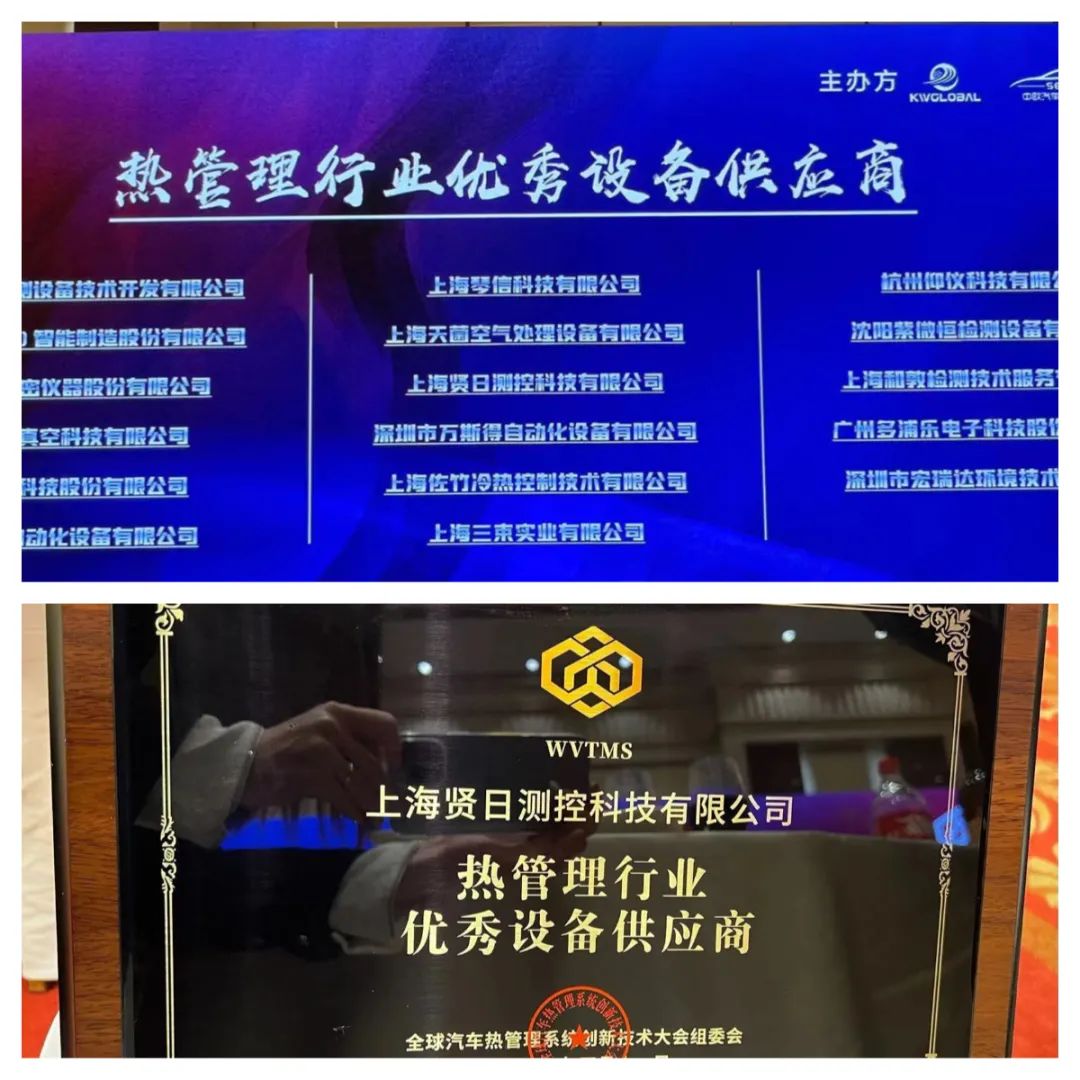 主办方 KWGLOBAL
中欧汽车
热管理行业优秀设备供应商
设备技术开发有限公司
智能制造股份有限公司
密仪器股份有限公司
真空科技有限公司
科技股份有限公司
自动化设备有限公司
上海琴信科技有限公司
上海天菌空气处理设备有限公司
上海贤日测控科技有限公司
深圳市万斯得自动化设备有限公司
上海佐竹冷热控制技术有限公司
上海三束实业有限公司
杭州仰仪科技有限公
沈阳紫微恒检测设备有
上海和敦检测技术服务有
广州多浦乐电子科技股份
深圳市宏瑞达环境技术
WVTMS
上海贤日测控科技有限公司
热管理行业
优秀设备供应商
全球汽车热管理系统创新技术大会组委会